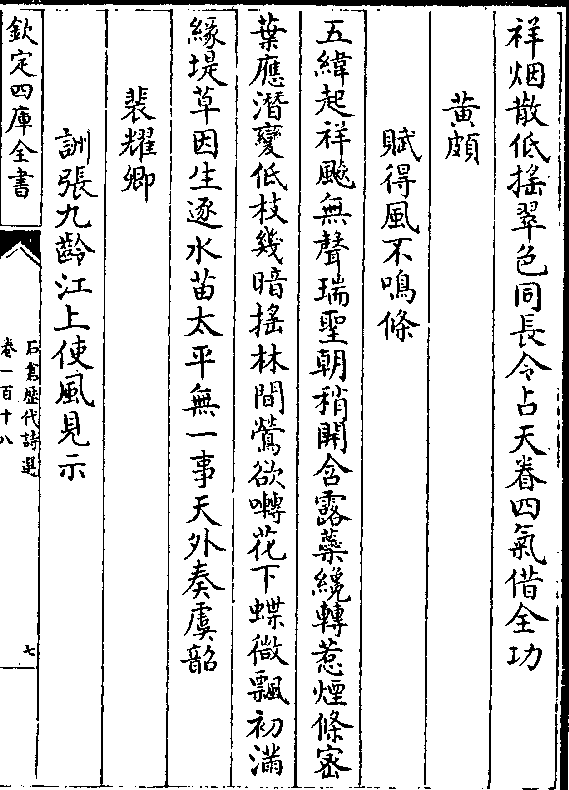 祥烟散低摇翠色同長令占天眷四氣借全功
黄頗
賦得風不鳴條
五緯起祥飈無聲瑞聖朝稍開含露蘂纔轉惹煙條密
葉應潛變低枝幾暗摇林間鶯欲囀花下蝶微飄初滿
緣堤草因生逐水苗太平無一事天外奏虞韶
裴耀卿
詶張九齡江上使風見示
欽定四庫全書
石倉歴代詩選
卷一百十八
七